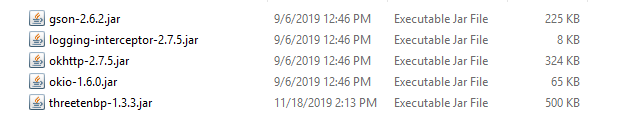 gson-2.6.2.jar 9/6/2019 12:46 PM Executable Jar File 225 KB
logging-interceptor-2.7.5.jar 9/6/2019 12:46 PM Executable Jar File 8 KB
okhttp-2.7.5.jar 9/6/2019 12:46 PM Executable Jar File 324 KB
okio-1.6.0.jar 9/6/2019 12:46 PM Executable Jar File 65 KB
threetenbp-1.3.3.jar 11/18/2019 2:13 PM Executable Jar File 500 KB